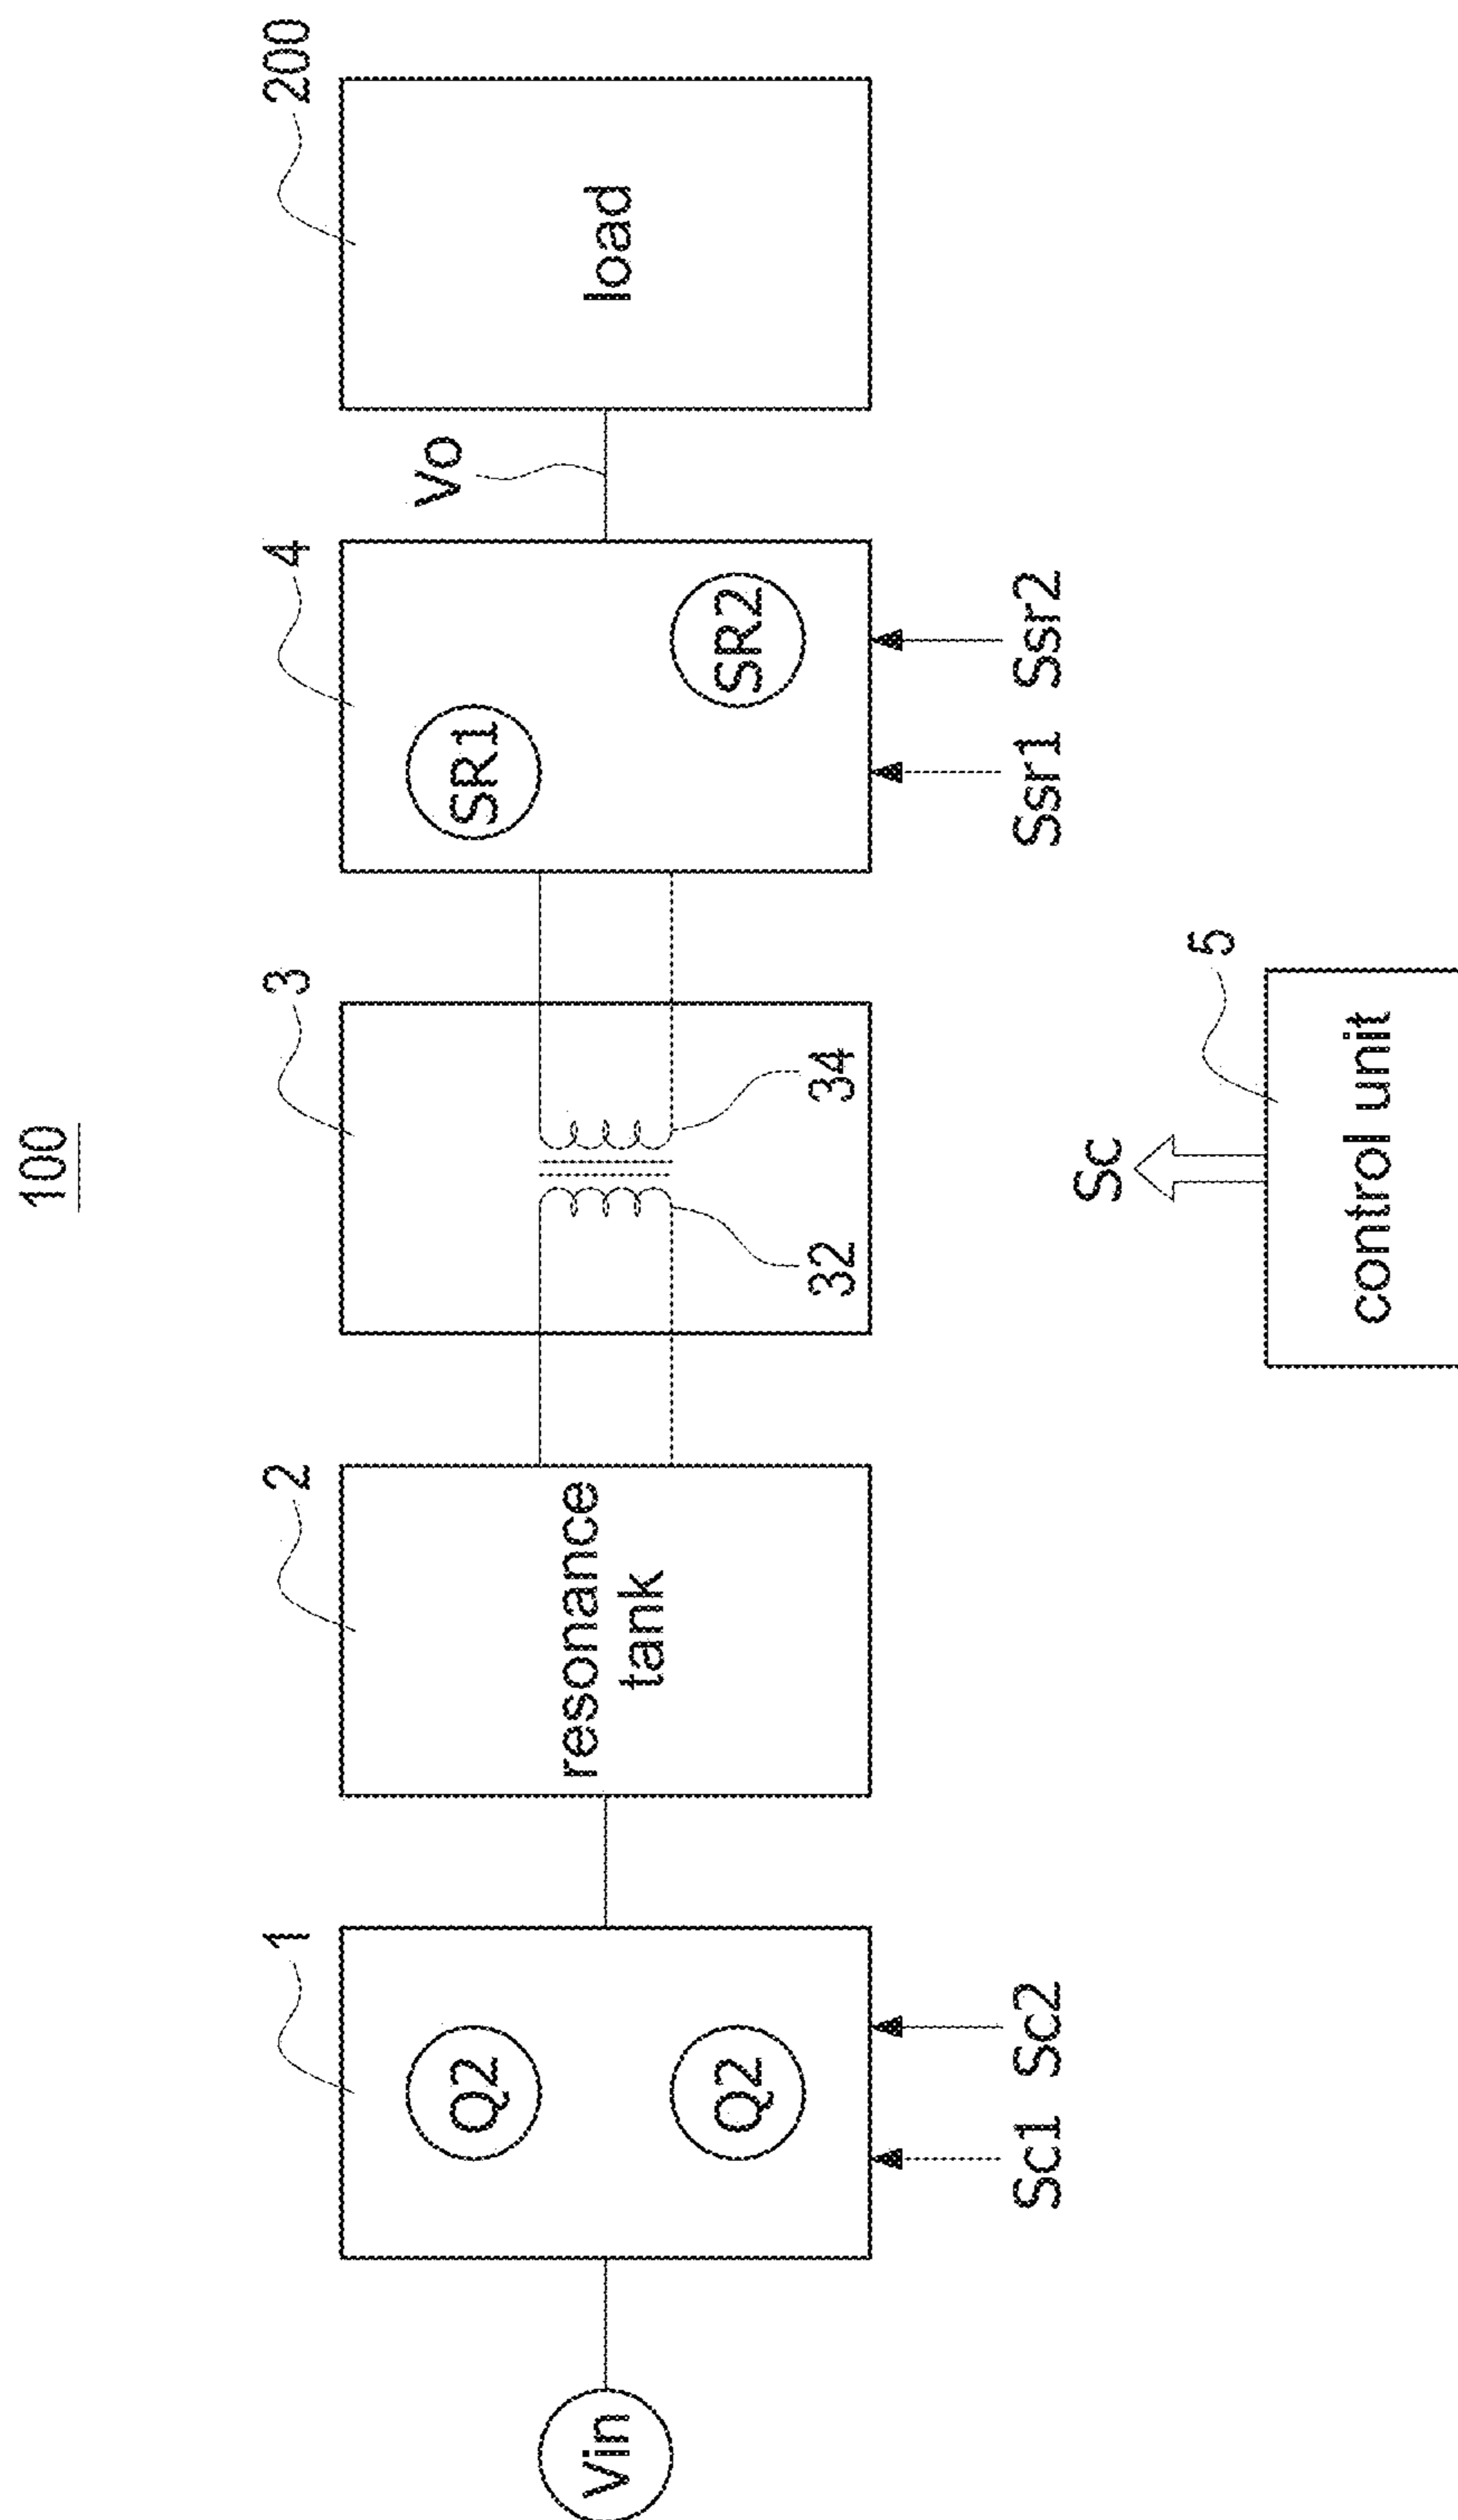 100
1
2
3
4
200
Vo
Q2
SR1
Vin
resonance
tank
load
Q2
SR2
32
34
Sc1
Sc2
Ssr1
Ssr2
Sc
5
control unit